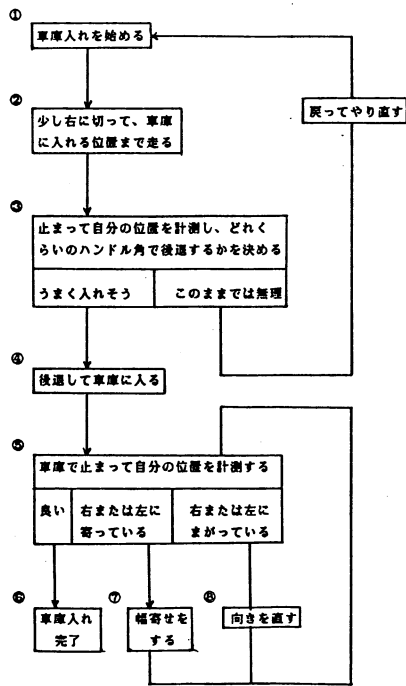 ①
車庫入れを始める
戻ってやり直す
②
少し右に切って、車庫
に入れる位置まで走る
③
止まって自分の位置を計測し、どれく
らいのハンドル角で後退するかを決める
うまく入れそう
このままでは無理
④
後退して車庫に入る
⑤
車庫で止まって自分の位置を計測する
良い
右または左に
寄っている
右または左に
まがっている
⑥
車庫入れ
完了
⑦
幅寄せを
する
⑧
向きを直す